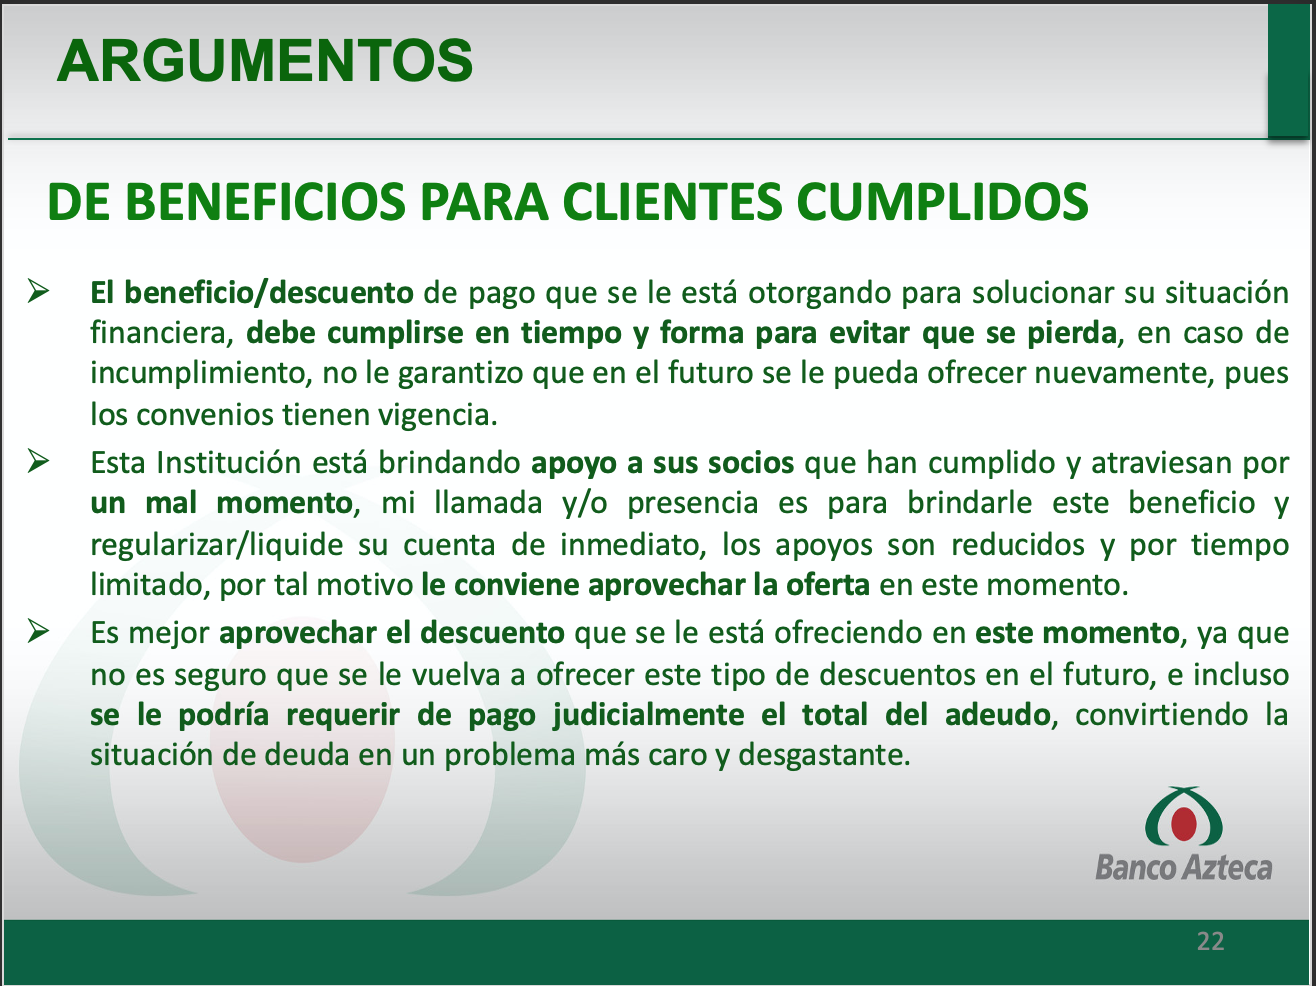 ARGUMENTOS
DE BENEFICIOS PARA CLIENTES CUMPLIDOS
➢ El beneficio/descuento de pago que se le está otorgando para solucionar su situación
financiera, debe cumplirse en tiempo y forma para evitar que se pierda, en caso de
incumplimiento, no le garantizo que en el futuro se le pueda ofrecer nuevamente, pues
los convenios tienen vigencia.
➢ Esta Institución está brindando apoyo a sus socios que han cumplido y atraviesan por
un mal momento, mi llamada y/o presencia es para brindarle este beneficio y
regularizar/liquide su cuenta de inmediato, los apoyos son reducidos y por tiempo
limitado, por tal motivo le conviene aprovechar la oferta en este momento.
➢ Es mejor aprovechar el descuento que se le está ofreciendo en este momento, ya que
no es seguro que se le vuelva a ofrecer este tipo de descuentos en el futuro, e incluso
se le podría requerir de pago judicialmente el total del adeudo, convirtiendo la
situación de deuda en un problema más caro y desgastante.
Banco Azteca
22